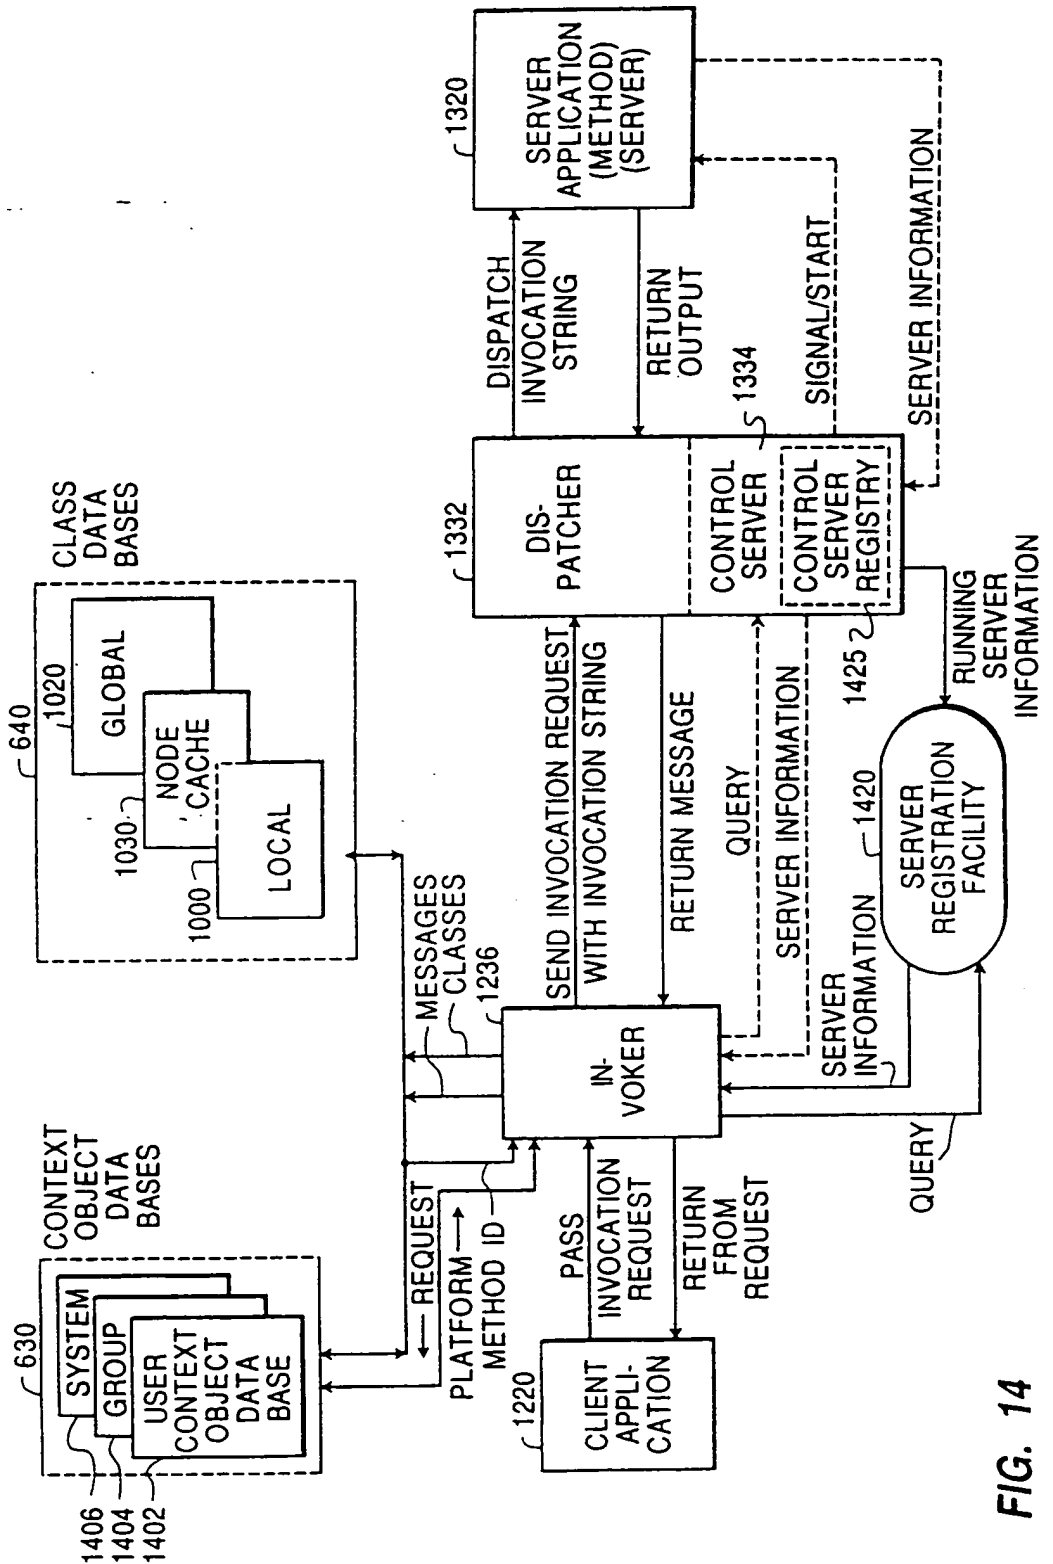 630
CONTEXT
OBJECT
DATA
BASES
SYSTEM
GROUP
USER
CONTEXT
OBJECT
DATA
BASE
1406
1404
1402
640
CLASS
DATA
BASES
1020
GLOBAL
1030
NODE
CACHE
1000
LOCAL
MESSAGES
CLASSES
PLATFORM
METHOD ID
REQUEST
1220
CLIENT
APPLI-
CATION
PASS
INVOCATION
REQUEST
RETURN
FROM
REQUEST
1236
IN-
VOKER
SEND INVOCATION REQUEST
WITH INVOCATION STRING
RETURN MESSAGE
QUERY
SERVER INFORMATION
1332
DIS-
PATCHER
CONTROL
SERVER
1334
CONTROL
SERVER
REGISTRY
1425
DISPATCH
INVOCATION
STRING
RETURN
OUTPUT
1320
SERVER
APPLICATION
(METHOD)
(SERVER)
SIGNAL/START
SERVER INFORMATION
SERVER
INFORMATION
QUERY
1420
SERVER
REGISTRATION
FACILITY
RUNNING
SERVER
INFORMATION
FIG. 14